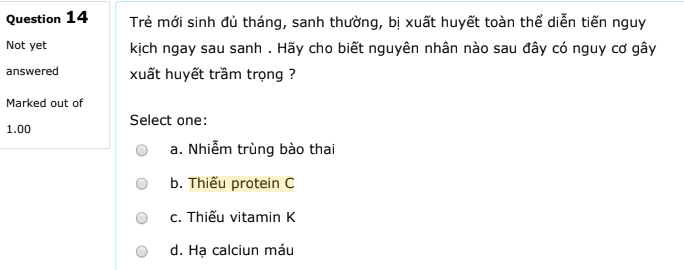 Question 14
Not yet
answered
Marked out of
1.00
Trẻ mới sinh đủ tháng, sanh thường, bị xuất huyết toàn thể diễn tiến nguy
kịch ngay sau sanh . Hãy cho biết nguyên nhân nào sau đây có nguy cơ gây
xuất huyết trầm trọng ?
Select one:
a. Nhiễm trùng bào thai
b. Thiếu protein C
c. Thiếu vitamin K
d. Hạ calciun máu